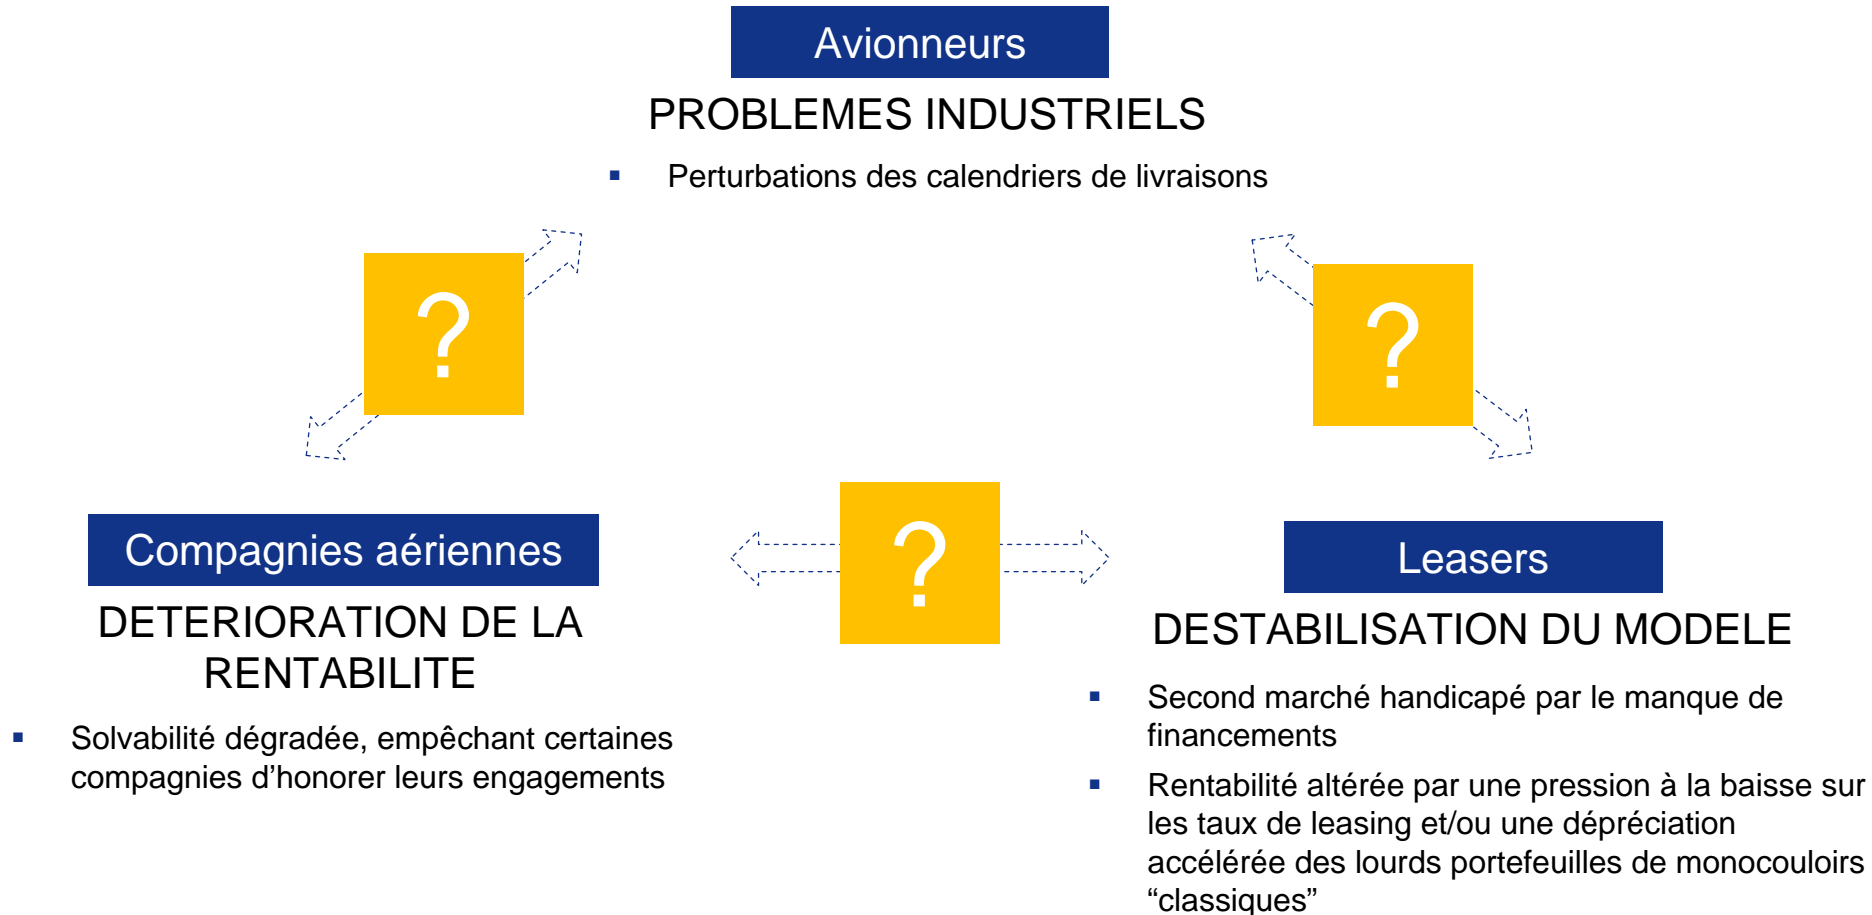 Avionneurs
PROBLEMES INDUSTRIELS
▪ Perturbations des calendriers de livraisons
?
?
?
Compagnies aériennes
DETERIORATION DE LA
RENTABILITE
▪ Solvabilité dégradée, empêchant certaines
compagnies d’honorer leurs engagements
Leasers
DESTABILISATION DU MODELE
▪ Second marché handicapé par le manque de
financements
▪ Rentabilité altérée par une pression à la baisse sur
les taux de leasing et/ou une dépréciation
accélérée des lourds portefeuilles de monocouloirs
“classiques”